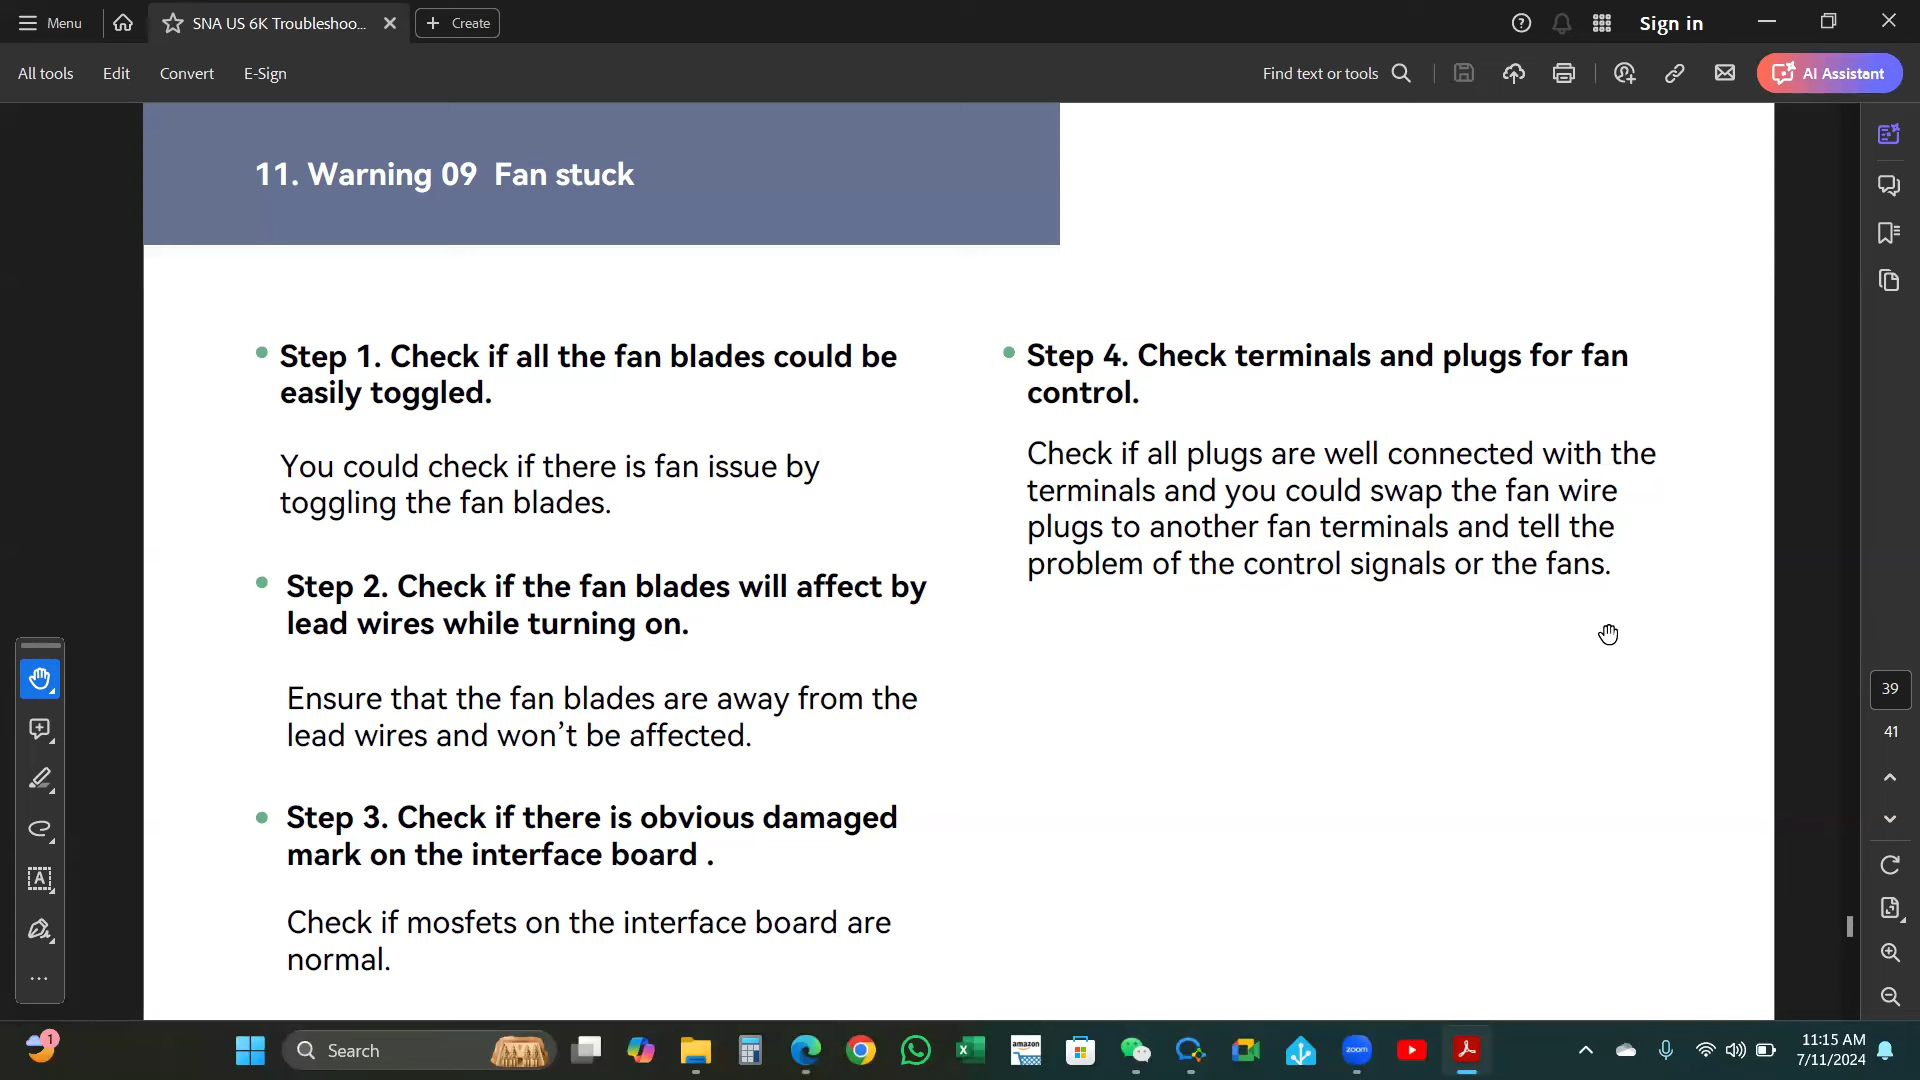 Menu
SNA US 6K Troubleshoo...
Create
Sign in
All tools
Edit
Convert
E-Sign
Find text or tools
AI Assistant
11. Warning 09 Fan stuck
Step 1. Check if all the fan blades could be
easily toggled.
You could check if there is fan issue by
toggling the fan blades.
Step 2. Check if the fan blades will affect by
lead wires while turning on.
Ensure that the fan blades are away from the
lead wires and won’t be affected.
Step 3. Check if there is obvious damaged
mark on the interface board .
Check if mosfets on the interface board are
normal.
Step 4. Check terminals and plugs for fan
control.
Check if all plugs are well connected with the
terminals and you could swap the fan wire
plugs to another fan terminals and tell the
problem of the control signals or the fans.
39
41
1
Search
amazon
zoom
11:15 AM
7/11/2024